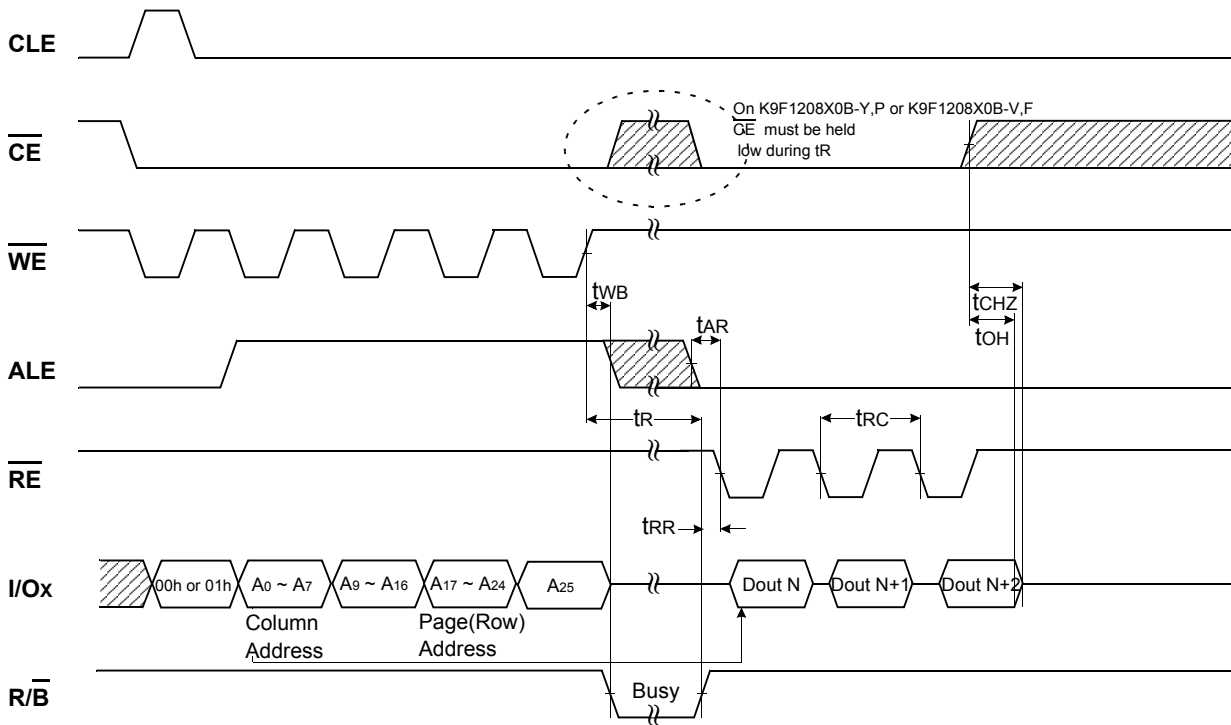 CLE
On K9F1208X0B-Y,P or K9F1208X0B-V,F
CE must be held
low during tR
CE
WE
tWB
tCHZ
tAR
tOH
ALE
tR
tRC
RE
tRR
I/Ox
00h or 01h
A0 ~ A7
A9 ~ A16
A17 ~ A24
A25
Dout N
Dout N+1
Dout N+2
Column
Address
Page(Row)
Address
R/B
Busy